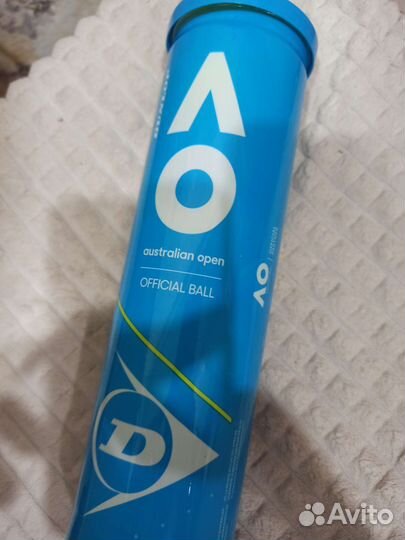 AO
australian open
OFFICIAL BALL
AO
D
Avito